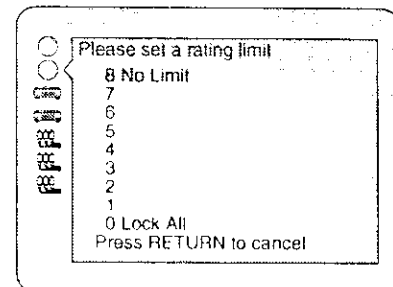 Please set a rating limit
8 No Limit
7
6
5
4
3
2
1
0 Lock All
Press RETURN to cancel